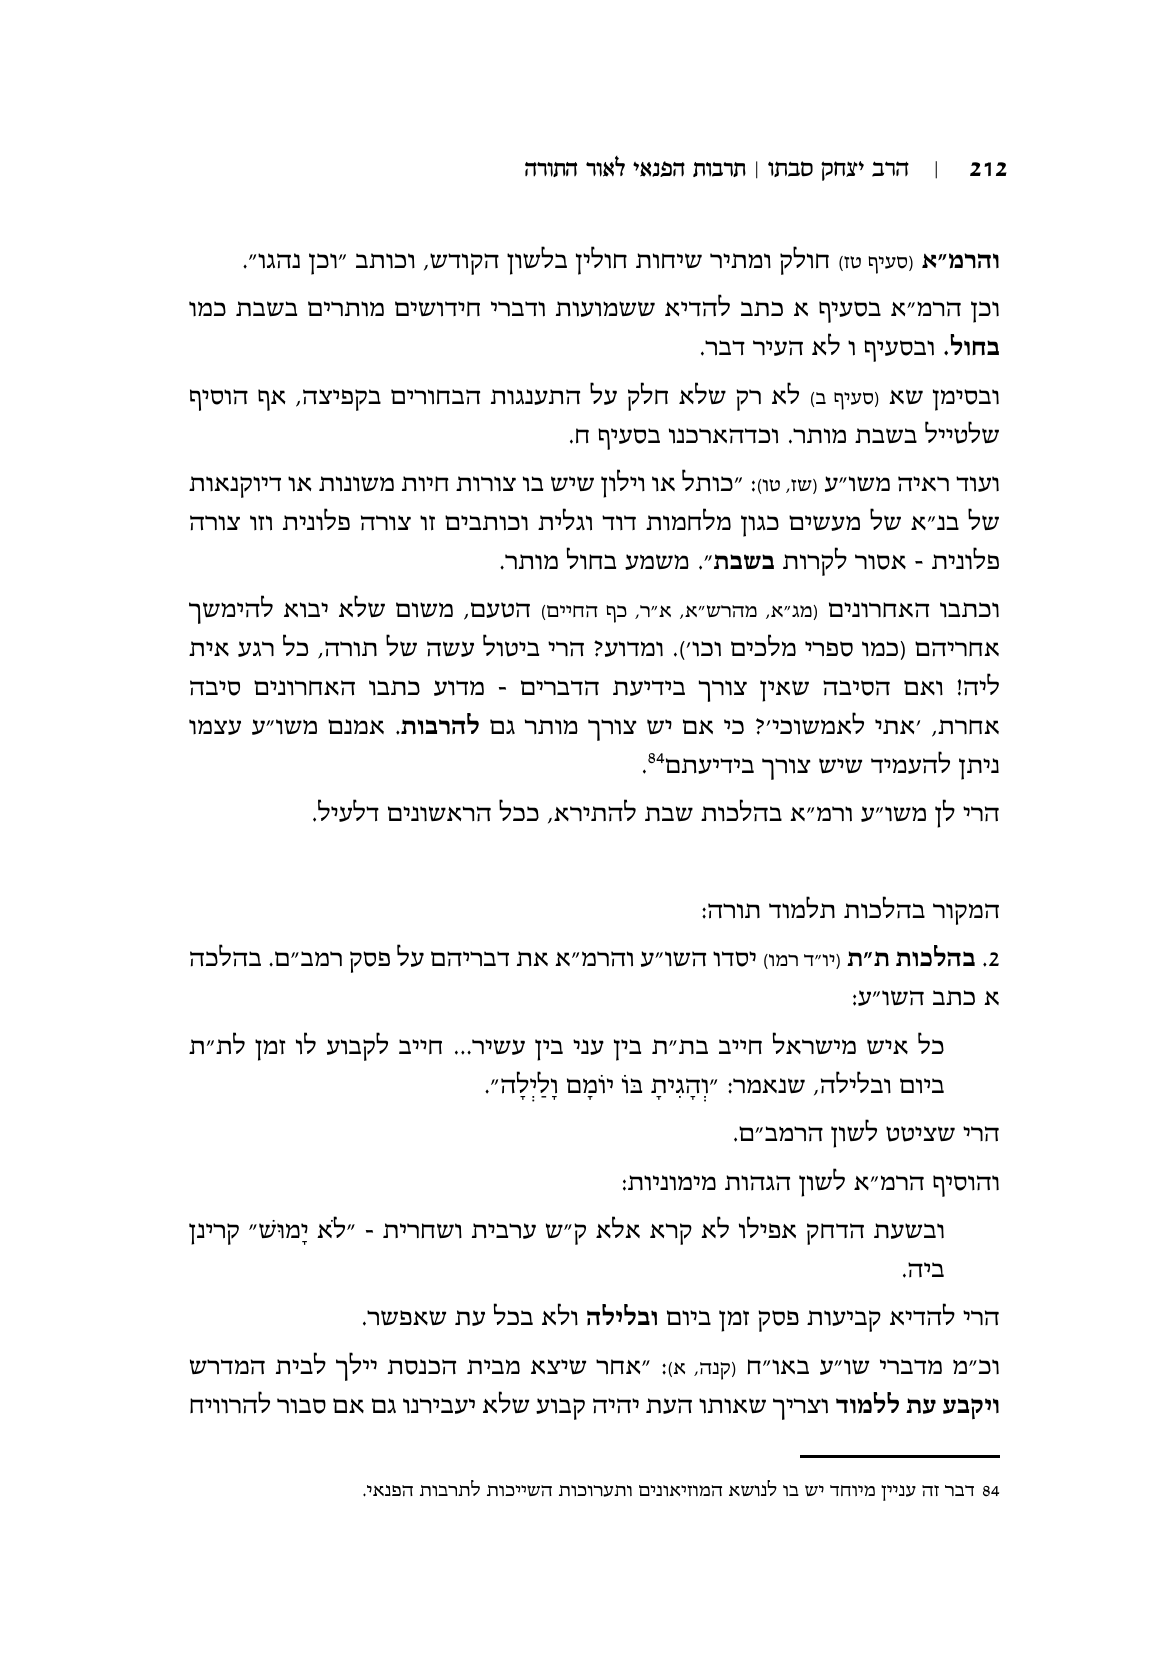 212 | הרב יצחק סבתו | תרבות הפנאי לאור התורה
והרמ״א (סעיף טז) חולק ומתיר שיחות חולין בלשון הקודש, וכותב ״וכן נהגו״.
וכן הרמ״א בסעיף א כתב להדיא ששמועות ודברי חידושים מותרים בשבת כמו
בחול. ובסעיף ו לא העיר דבר.
ובסימן שא (סעיף ב) לא רק שלא חלק על התענגות הבחורים בקפיצה, אף הוסיף
שלטייל בשבת מותר. וכדהארכנו בסעיף ח.
ועוד ראיה משו״ע (שז, טו): ״כותל או וילון שיש בו צורות חיות משונות או דיוקנאות
של בנ״א של מעשים כגון מלחמות דוד וגלית וכותבים זו צורה פלונית וזו צורה
פלונית - אסור לקרות בשבת״. משמע בחול מותר.
וכתבו האחרונים (מג״א, מהרש״א, א״ר, כף החיים) הטעם, משום שלא יבוא להימשך
אחריהם (כמו ספרי מלכים וכו׳). ומדוע? הרי ביטול עשה של תורה, כל רגע אית
ליה! ואם הסיבה שאין צורך בידיעת הדברים - מדוע כתבו האחרונים סיבה
אחרת, ׳אתי לאמשוכי׳? כי אם יש צורך מותר גם להרבות. אמנם משו״ע עצמו
ניתן להעמיד שיש צורך בידיעתם84.
הרי לן משו״ע ורמ״א בהלכות שבת להתירא, ככל הראשונים דלעיל.
המקור בהלכות תלמוד תורה:
2. בהלכות ת״ת (יו״ד רמו) יסדו השו״ע והרמ״א את דבריהם על פסק רמב״ם. בהלכה
א כתב השו״ע:
כל איש מישראל חייב בת״ת בין עני בין עשיר... חייב לקבוע לו זמן לת״ת
ביום ובלילה, שנאמר: ״וְהָגִיתָ בּוֹ יוֹמָם וָלַיְלָה״.
הרי שציטט לשון הרמב״ם.
והוסיף הרמ״א לשון הגהות מימוניות:
ובשעת הדחק אפילו לא קרא אלא ק״ש ערבית ושחרית - ״לֹא יָמוּשׁ״ קרינן
ביה.
הרי להדיא קביעות פסק זמן ביום ובלילה ולא בכל עת שאפשר.
וכ״מ מדברי שו״ע באו״ח (קנה, א): ״אחר שיצא מבית הכנסת יילך לבית המדרש
ויקבע עת ללמוד וצריך שאותו העת יהיה קבוע שלא יעבירנו גם אם סבור להרוויח
84 דבר זה עניין מיוחד יש בו לנושא המוזיאונים ותערוכות השייכות לתרבות הפנאי.